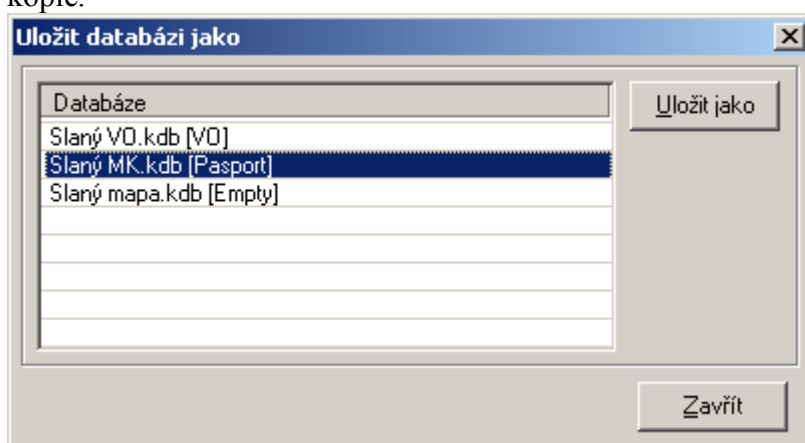 kopie.
Uložit databázi jako
Databáze
Uložit jako
Slaný VO.kdb [VO]
Slaný MK.kdb [Pasport]
Slaný mapa.kdb [Empty]
Zavřít